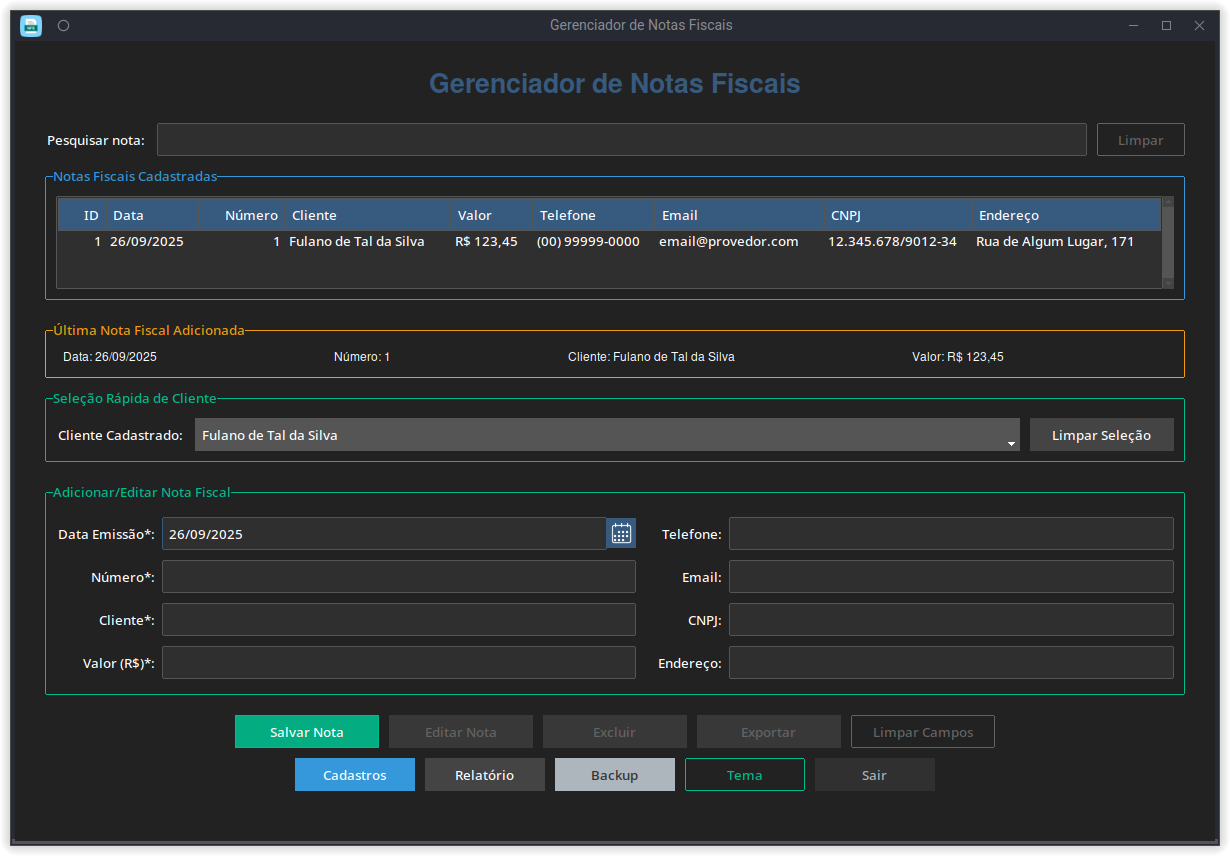 Gerenciador de Notas Fiscais
Gerenciador de Notas Fiscais
Pesquisar nota: Limpar
Notas Fiscais Cadastradas
ID Data Número Cliente Valor Telefone Email CNPJ Endereço
1 26/09/2025 1 Fulano de Tal da Silva R$ 123,45 (00) 99999-0000 email@provedor.com 12.345.678/9012-34 Rua de Algum Lugar, 171
Última Nota Fiscal Adicionada
Data: 26/09/2025 Número: 1 Cliente: Fulano de Tal da Silva Valor: R$ 123,45
Seleção Rápida de Cliente
Cliente Cadastrado: Fulano de Tal da Silva Limpar Seleção
Adicionar/Editar Nota Fiscal
Data Emissão*: 26/09/2025 Telefone:
Número*: Email:
Cliente*: CNPJ:
Valor (R$)*: Endereço:
Salvar Nota Editar Nota Excluir Exportar Limpar Campos
Cadastros Relatório Backup Tema Sair